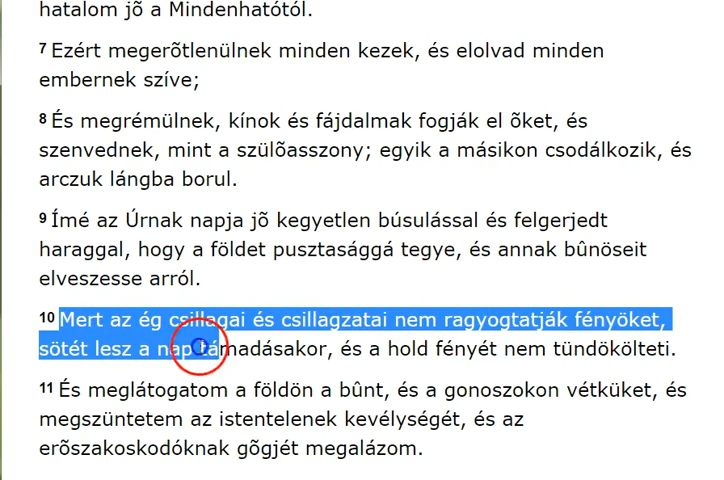 hatalom jõ a Mindenhatótól.
7 Ezért megerõtlenülnek minden kezek, és elolvad minden
embernek szíve;
8 És megrémülnek, kínok és fájdalmak fogják el õket, és
szenvednek, mint a szülõasszony; egyik a másikon csodálkozik, és
arczuk lángba borul.
9 Ímé az Úrnak napja jõ kegyetlen búsulással és felgerjedt
haraggal, hogy a földet pusztasággá tegye, és annak bûnöseit
elveszesse arról.
10 Mert az ég csillagai és csillagzatai nem ragyogtatják fényöket,
sötét lesz a nap támadásakor, és a hold fényét nem tündökölteti.
11 És meglátogatom a földön a bûnt, és a gonoszokon vétküket, és
megszüntetem az istentelenek kevélységét, és az
erõszakoskodóknak gõgjét megalázom.